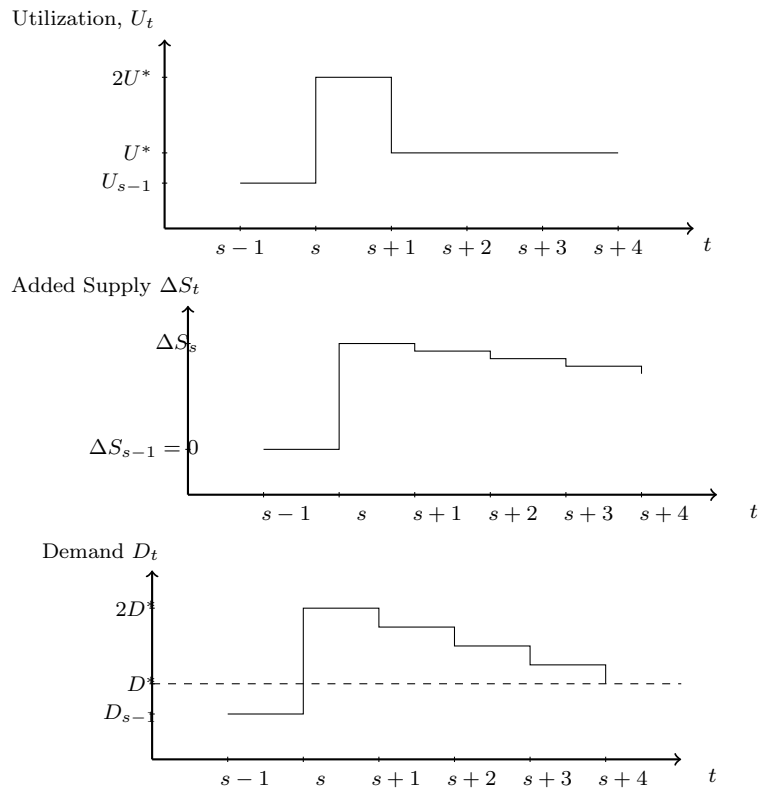 Utilization, U_t
2U*
U*
U_{s−1}
s − 1 s s + 1 s + 2 s + 3 s + 4 t
Added Supply ΔS_t
ΔS_s
ΔS_{s−1} = 0
s − 1 s s + 1 s + 2 s + 3 s + 4 t
Demand D_t
2D*
D*
D_{s−1}
s − 1 s s + 1 s + 2 s + 3 s + 4 t